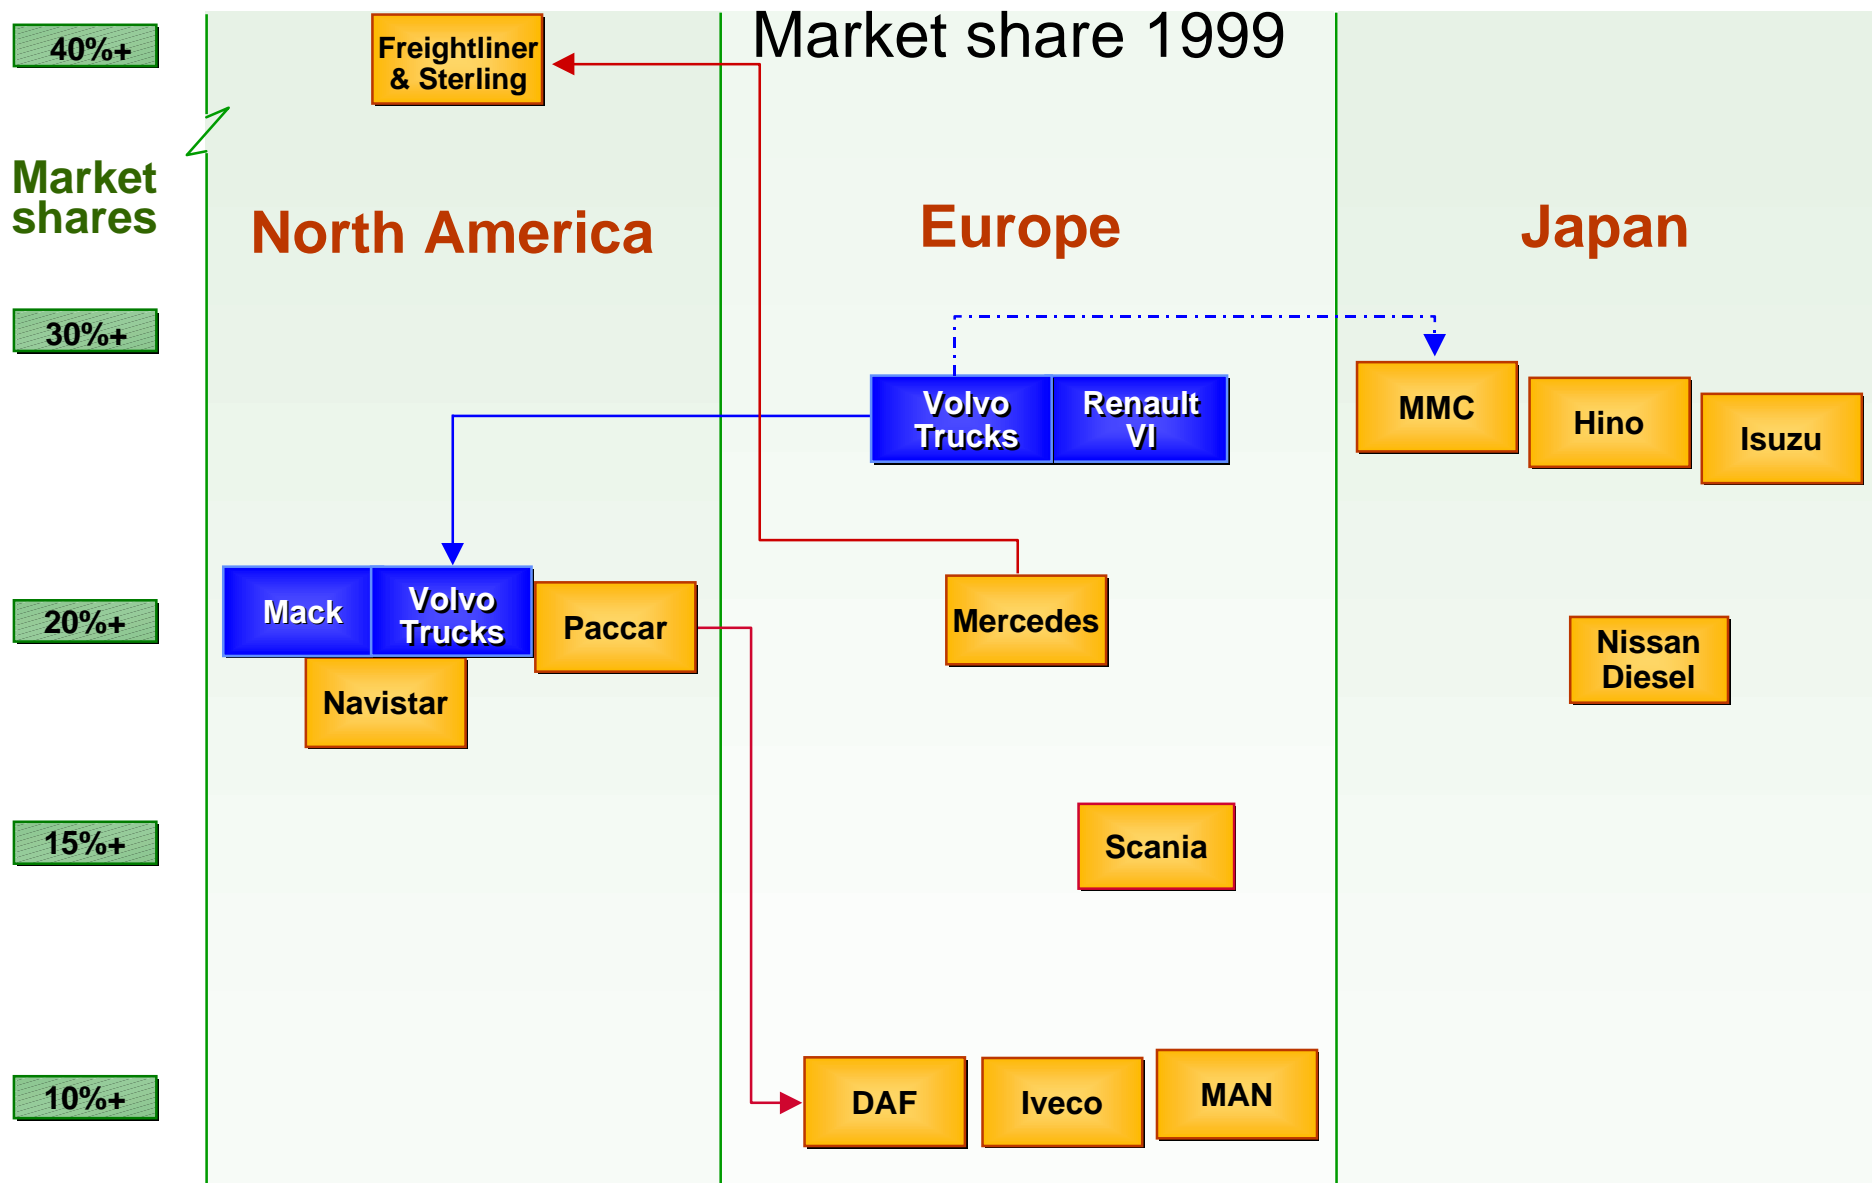 Market share 1999
40%+
Freightliner
& Sterling
Market
shares
North America
Europe
Japan
30%+
Volvo
Trucks
Renault
VI
MMC
Hino
Isuzu
20%+
Mack
Volvo
Trucks
Paccar
Navistar
Mercedes
Nissan
Diesel
15%+
Scania
10%+
DAF
Iveco
MAN